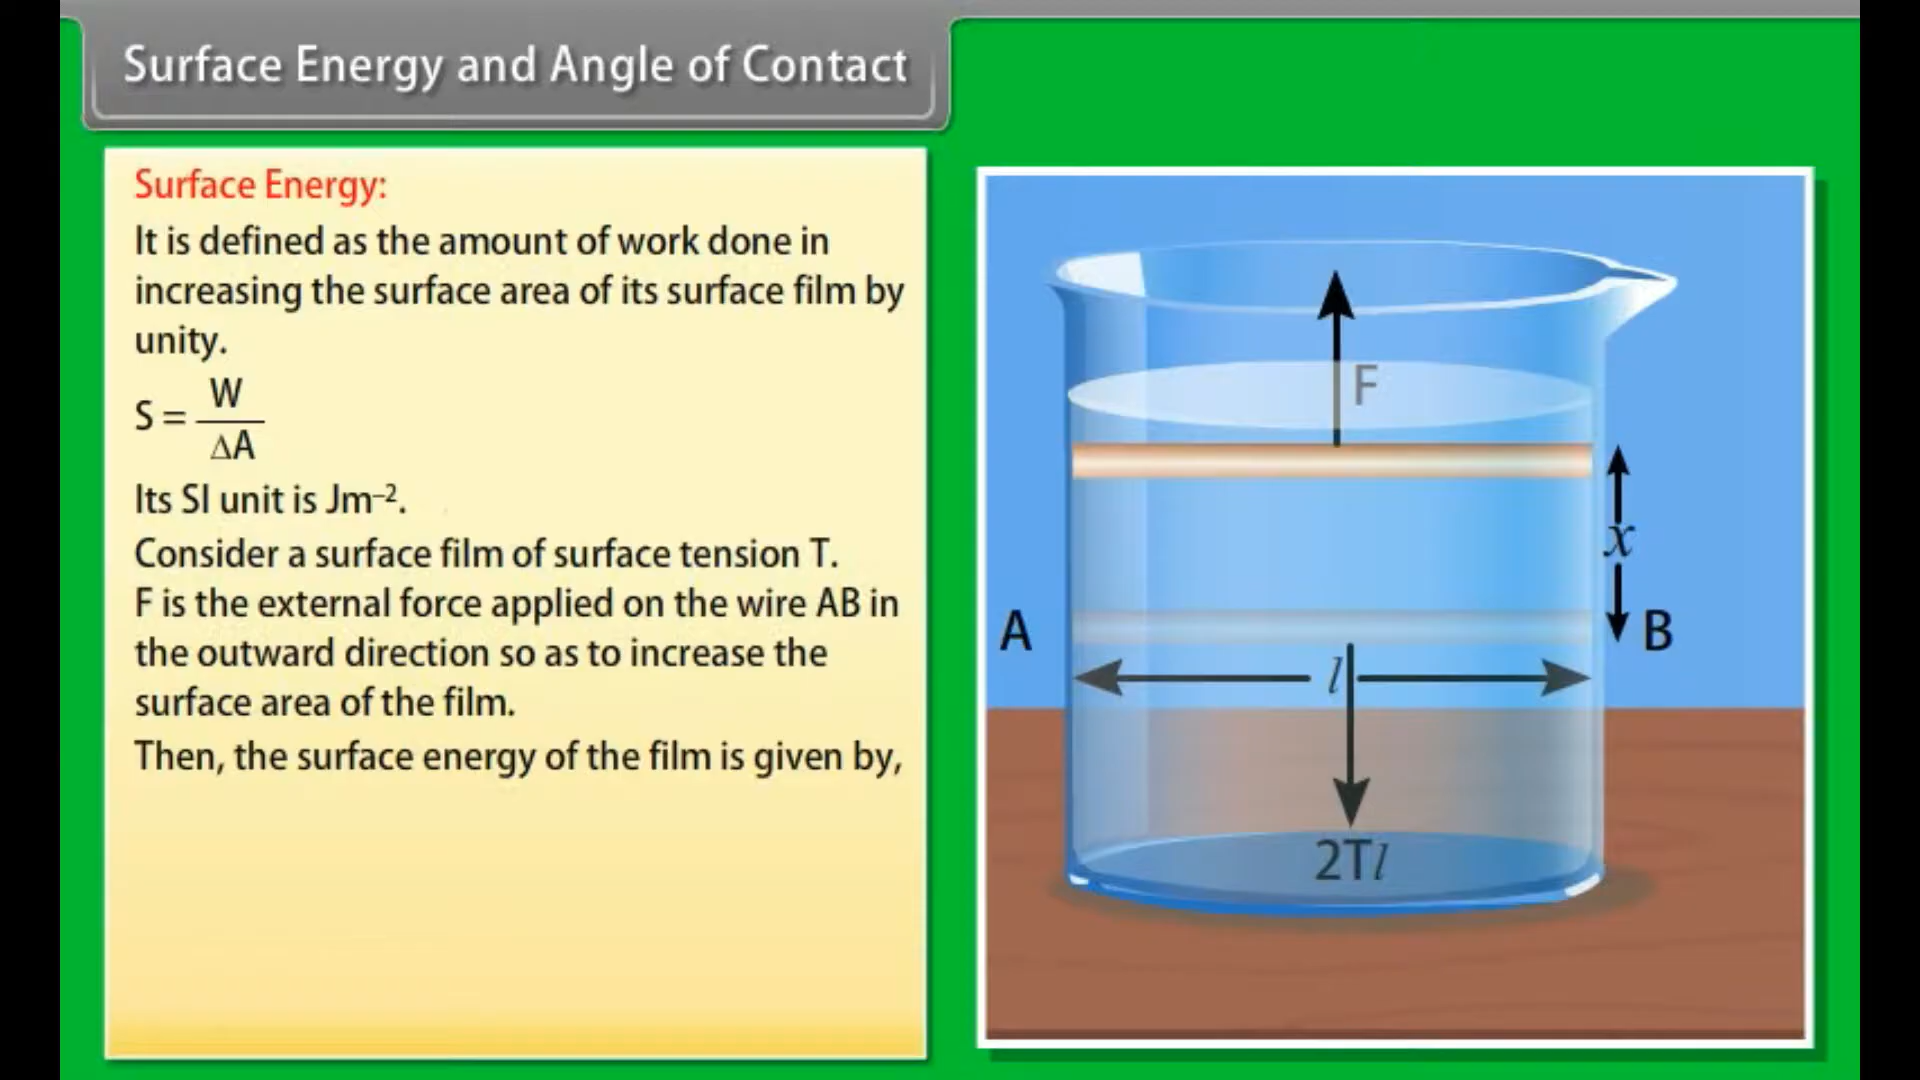 Surface Energy and Angle of Contact
Surface Energy:
It is defined as the amount of work done in
increasing the surface area of its surface film by
unity.
S = W/ΔA
Its SI unit is Jm⁻².
Consider a surface film of surface tension T.
F is the external force applied on the wire AB in
the outward direction so as to increase the
surface area of the film.
Then, the surface energy of the film is given by,
F
x
A
B
l
2Tl